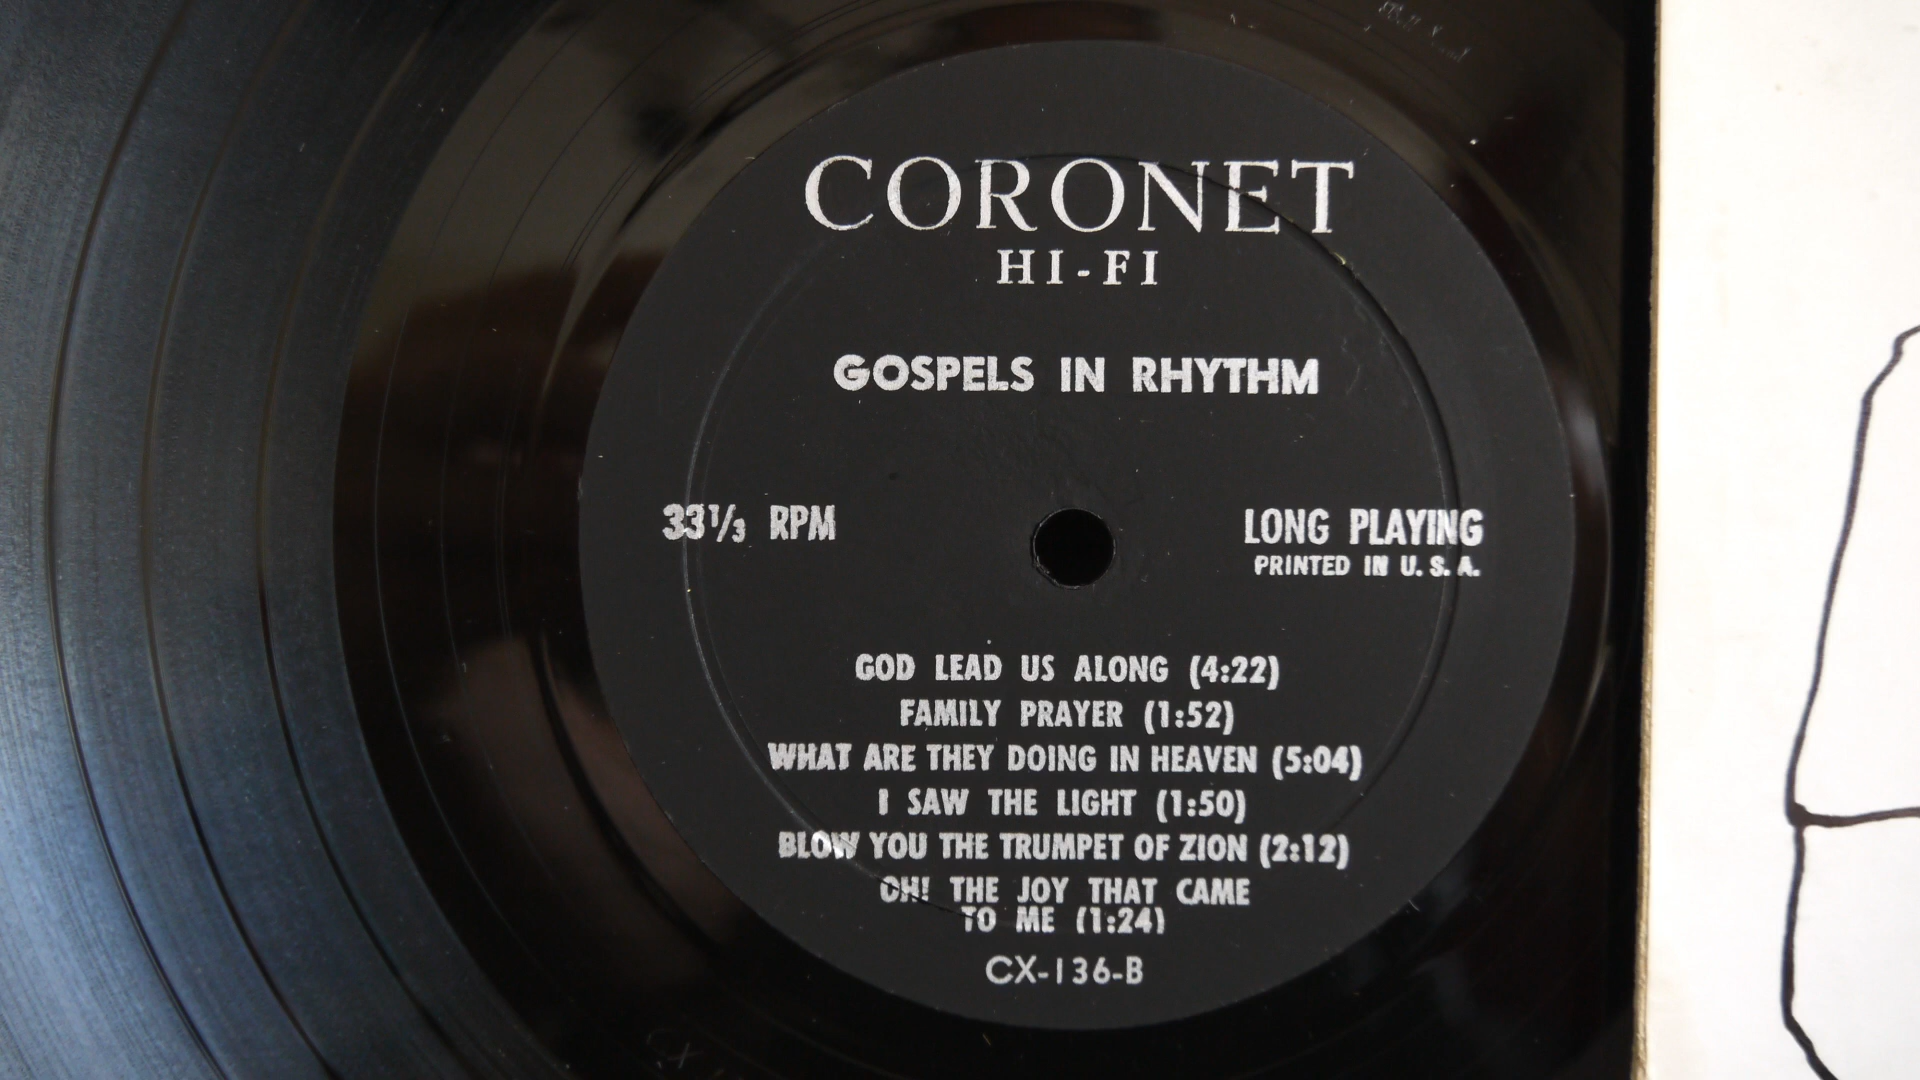 CORONET
HI-FI
GOSPELS IN RHYTHM
33 1/3 RPM
LONG PLAYING
PRINTED IN U.S.A.
GOD LEAD US ALONG (4:22)
FAMILY PRAYER (1:52)
WHAT ARE THEY DOING IN HEAVEN (5:04)
I SAW THE LIGHT (1:50)
BLOW YOU THE TRUMPET OF ZION (2:12)
OH! THE JOY THAT CAME
TO ME (1:24)
CX-136-B